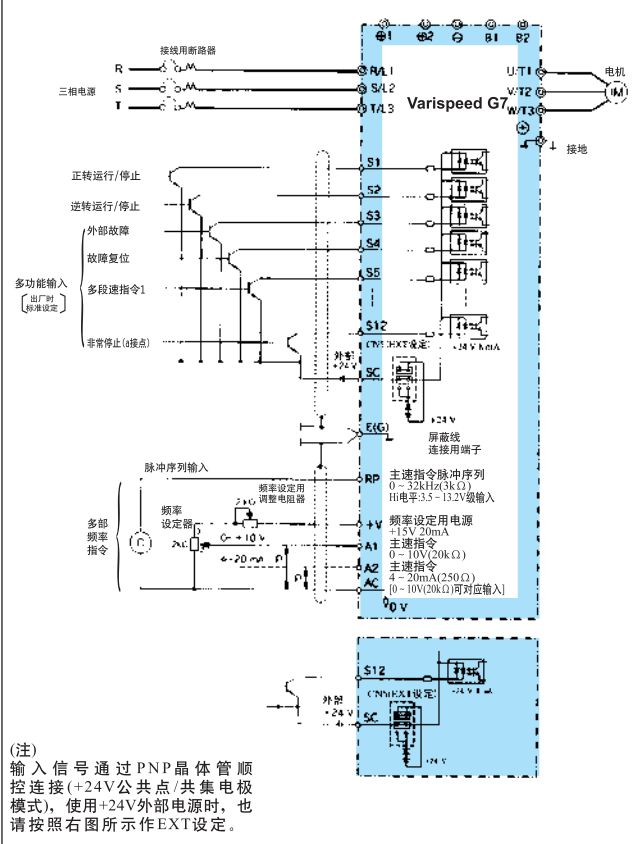 ⊕1 ⊕2 ⊖ B1 B2
接线用断路器
R
R/L1
U/T1
电机
三相电源
S
S/L2
V/T2
IM
T
T/L3
Varispeed G7
W/T3
接地
正转运行/停止
S1
逆转运行/停止
S2
外部故障
S3
故障复位
S4
多功能输入
出厂时
标准设定
多段速指令1
S5
非常停止(a接点)
S12
CN5(EXT设定)
外部
+24V
SC
+24V
E(G)
屏蔽线
连接用端子
脉冲序列输入
RP
主速指令脉冲序列
0~32kHz(3kΩ)
Hi电平:3.5~13.2V级输入
频率设定用
调整电阻器
多部
频率
指令
频率
设定器
+V
频率设定用电源
+15V 20mA
A1
主速指令
0~10V(20kΩ)
A2
主速指令
4~20mA(250Ω)
[0~10V(20kΩ)可对应输入]
AC
0V
S12
CN5(EXT设定)
外部
+24V
SC
(注)
输入信号通过PNP晶体管顺
控连接(+24V公共点/共集电极
模式)，使用+24V外部电源时，也
请按照右图所示作EXT设定。